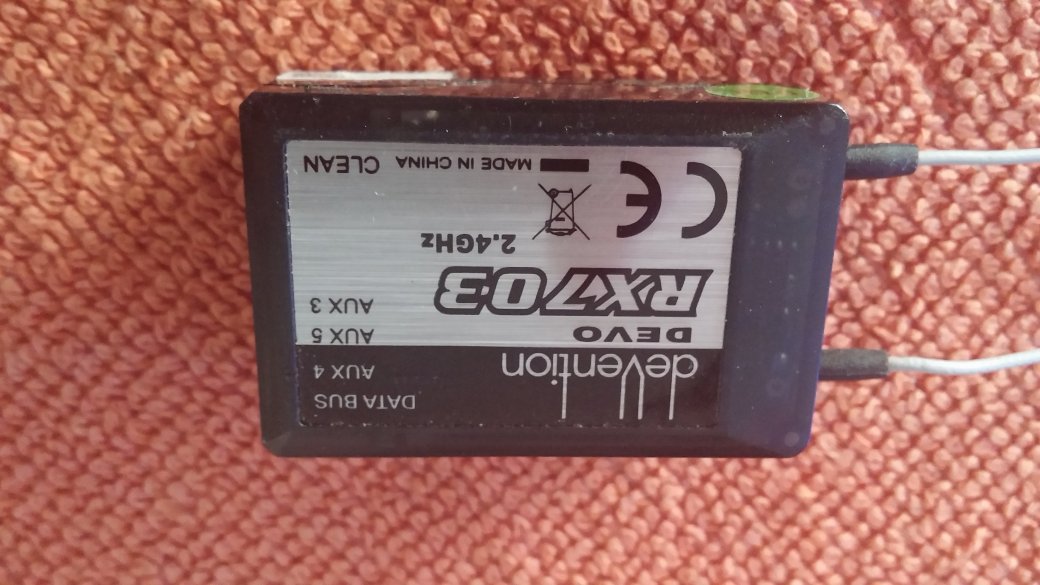 devention
DEVO
RX703
2.4GHz
MADE IN CHINA
DATA BUS
AUX 4
AUX 5
AUX 3
CLEAN
CE